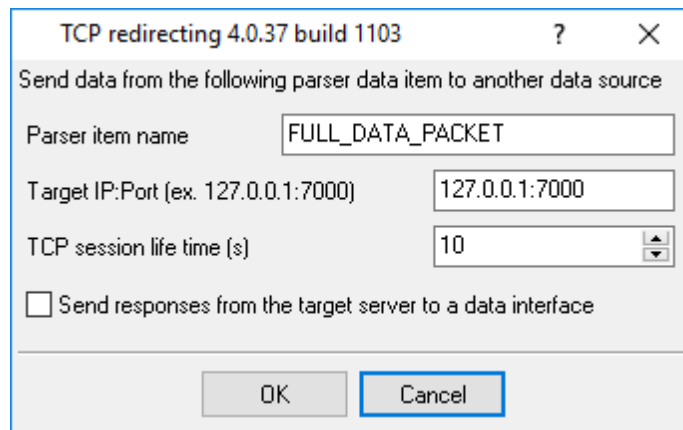 TCP redirecting 4.0.37 build 1103 ?
Send data from the following parser data item to another data source
Parser item name FULL_DATA_PACKET
Target IP:Port (ex. 127.0.0.1:7000) 127.0.0.1:7000
TCP session life time (s) 10
Send responses from the target server to a data interface
OK Cancel